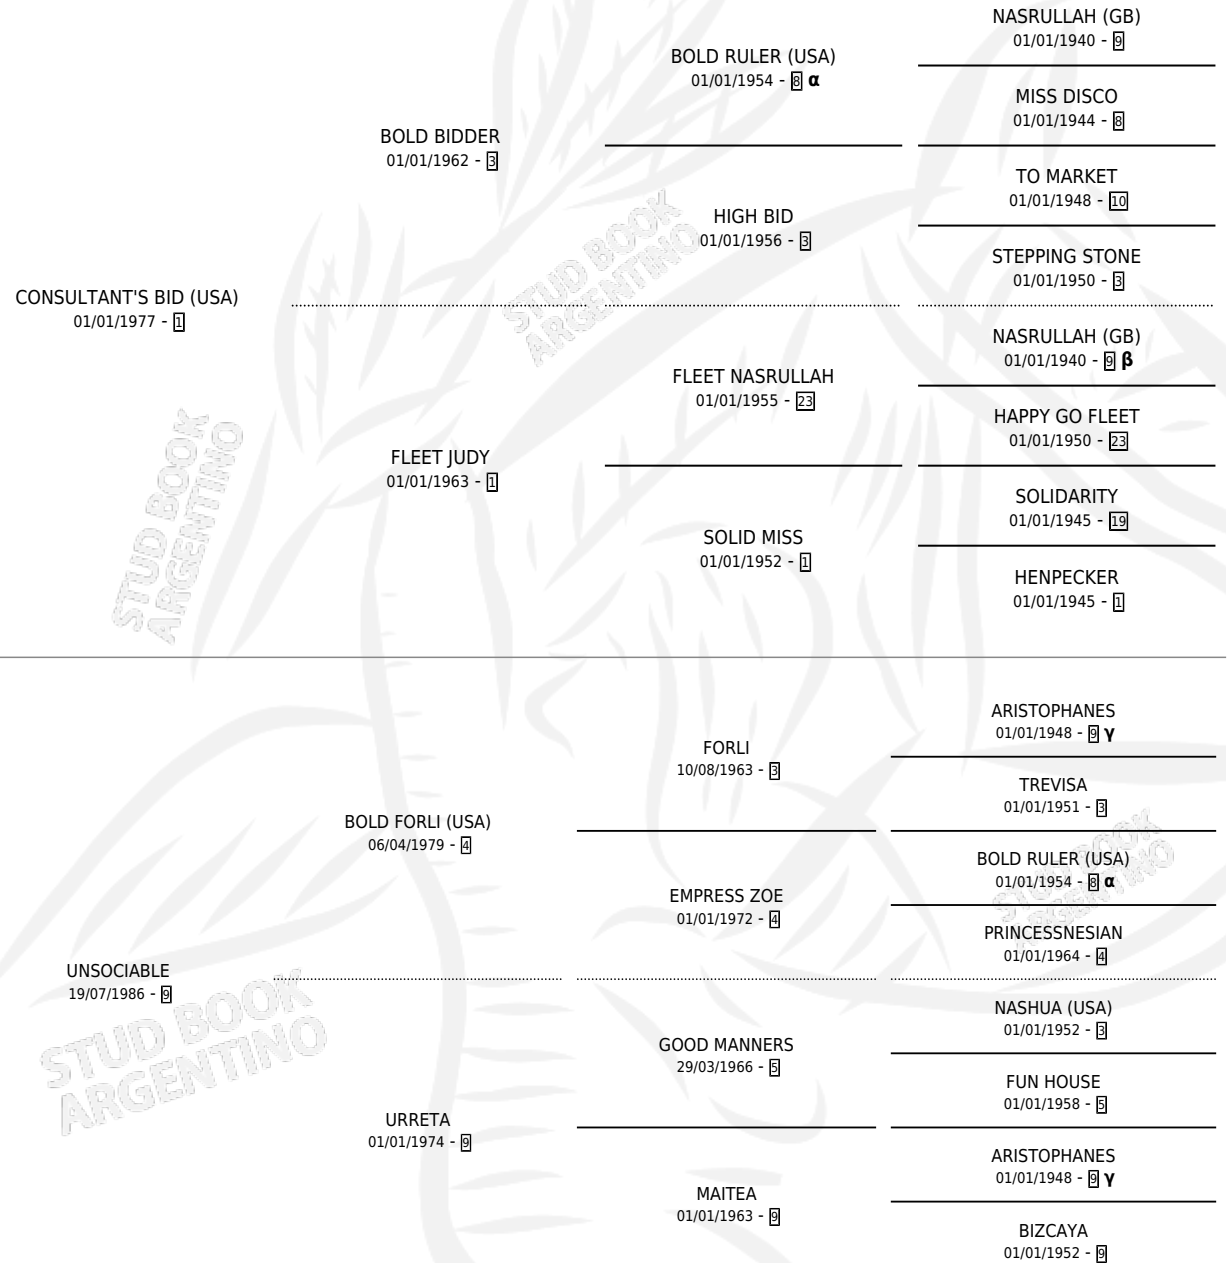 CONSULTANT'S BID (USA)
01/01/1977 - 1
BOLD BIDDER
01/01/1962 - 3
BOLD RULER (USA)
01/01/1954 - 8 α
NASRULLAH (GB)
01/01/1940 - 9
MISS DISCO
01/01/1944 - 8
HIGH BID
01/01/1956 - 3
TO MARKET
01/01/1948 - 10
STEPPING STONE
01/01/1950 - 3
FLEET JUDY
01/01/1963 - 1
FLEET NASRULLAH
01/01/1955 - 23
NASRULLAH (GB)
01/01/1940 - 9 β
HAPPY GO FLEET
01/01/1950 - 23
SOLID MISS
01/01/1952 - 1
SOLIDARITY
01/01/1945 - 19
HENPECKER
01/01/1945 - 1
UNSOCIABLE
19/07/1986 - 9
BOLD FORLI (USA)
06/04/1979 - 4
FORLI
10/08/1963 - 3
ARISTOPHANES
01/01/1948 - 9 γ
TREVISA
01/01/1951 - 3
EMPRESS ZOE
01/01/1972 - 4
BOLD RULER (USA)
01/01/1954 - 8 α
PRINCESSNESIAN
01/01/1964 - 4
URRETA
01/01/1974 - 9
GOOD MANNERS
29/03/1966 - 5
NASHUA (USA)
01/01/1952 - 3
FUN HOUSE
01/01/1958 - 5
MAITEA
01/01/1963 - 9
ARISTOPHANES
01/01/1948 - 9 γ
BIZCAYA
01/01/1952 - 9
STUD BOOK
ARGENTINO
STUD BOOK
ARGENTINO
STUD BOOK
ARGENTINO
STUD BOOK
ARGENTINO